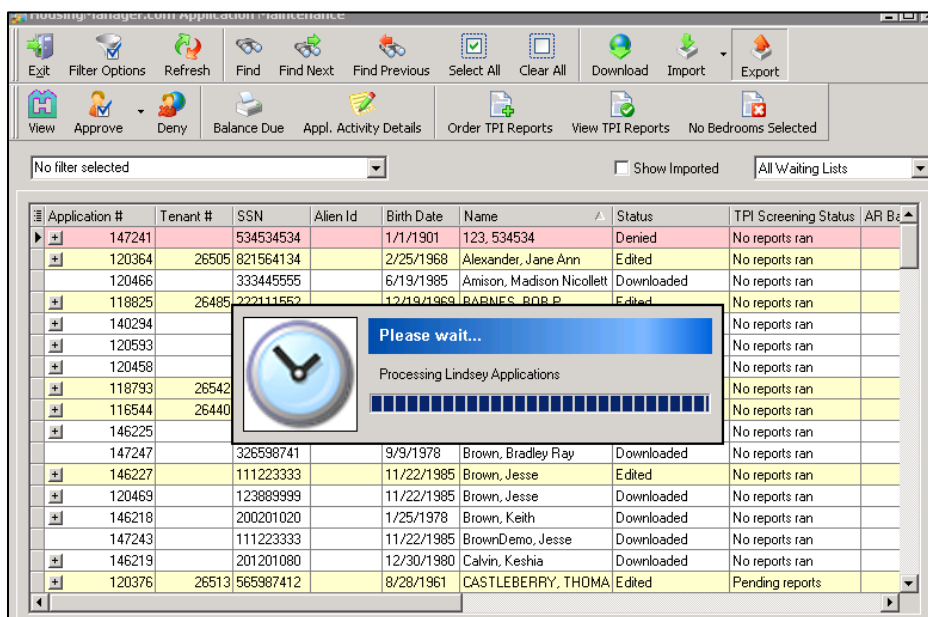 HousingManager.com Application Maintenance
Exit Filter Options Refresh Find Find Next Find Previous Select All Clear All Download Import Export
View Approve Deny Balance Due Appl. Activity Details Order TPI Reports View TPI Reports No Bedrooms Selected
No filter selected Show Imported All Waiting Lists
Application # Tenant # SSN Alien Id Birth Date Name Status TPI Screening Status AR Ba
147241 534534534 1/1/1901 123, 534534 Denied No reports ran
120364 26505 821564134 2/25/1968 Alexander, Jane Ann Edited No reports ran
120466 333445555 6/19/1985 Amison, Madison Nicollett Downloaded No reports ran
118825 26485 222111552 12/19/1969 BARNES, BOB P Edited No reports ran
140294 No reports ran
120593 No reports ran
120458 No reports ran
118793 26542 No reports ran
116544 26440 No reports ran
146225 No reports ran
Please wait...
Processing Lindsey Applications
147247 326598741 9/9/1978 Brown, Bradley Ray Downloaded No reports ran
146227 111223333 11/22/1985 Brown, Jesse Edited No reports ran
120469 123889999 11/22/1985 Brown, Jesse Downloaded No reports ran
146218 200201020 1/25/1978 Brown, Keith Downloaded No reports ran
147243 111223333 11/22/1985 BrownDemo, Jesse Downloaded No reports ran
146219 201201080 12/30/1980 Calvin, Keshia Downloaded No reports ran
120376 26513 565987412 8/28/1961 CASTLEBERRY, THOMA Edited Pending reports